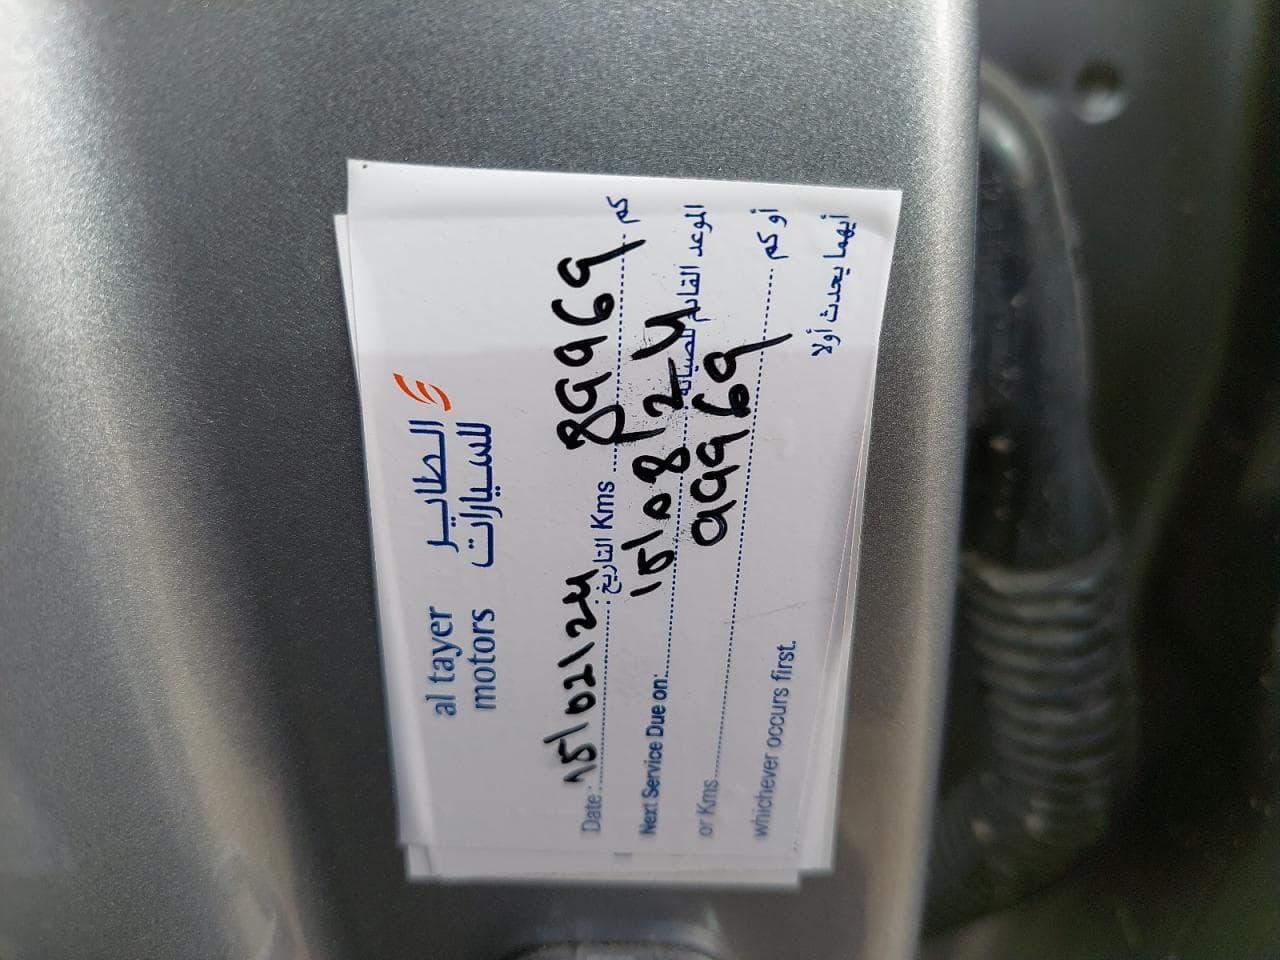 al tayer الطاير
motors للسيارات
Date: 15/02/24 التاريخ: Kms 89969 كم
Next Service Due on: 15/08/24 الموعد القادم للصيانة
or Kms 99969 أو كم
whichever occurs first. أيهما يحدث أولا